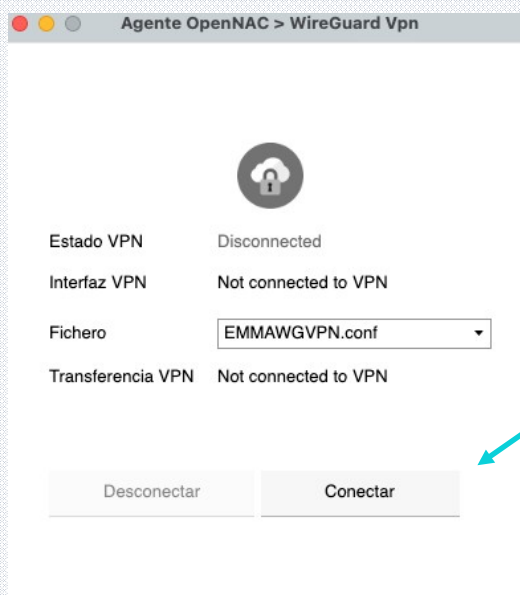 Agente OpenNAC > WireGuard Vpn
Estado VPN Disconnected
Interfaz VPN Not connected to VPN
Fichero EMMAWGVPN.conf
Transferencia VPN Not connected to VPN
Desconectar Conectar